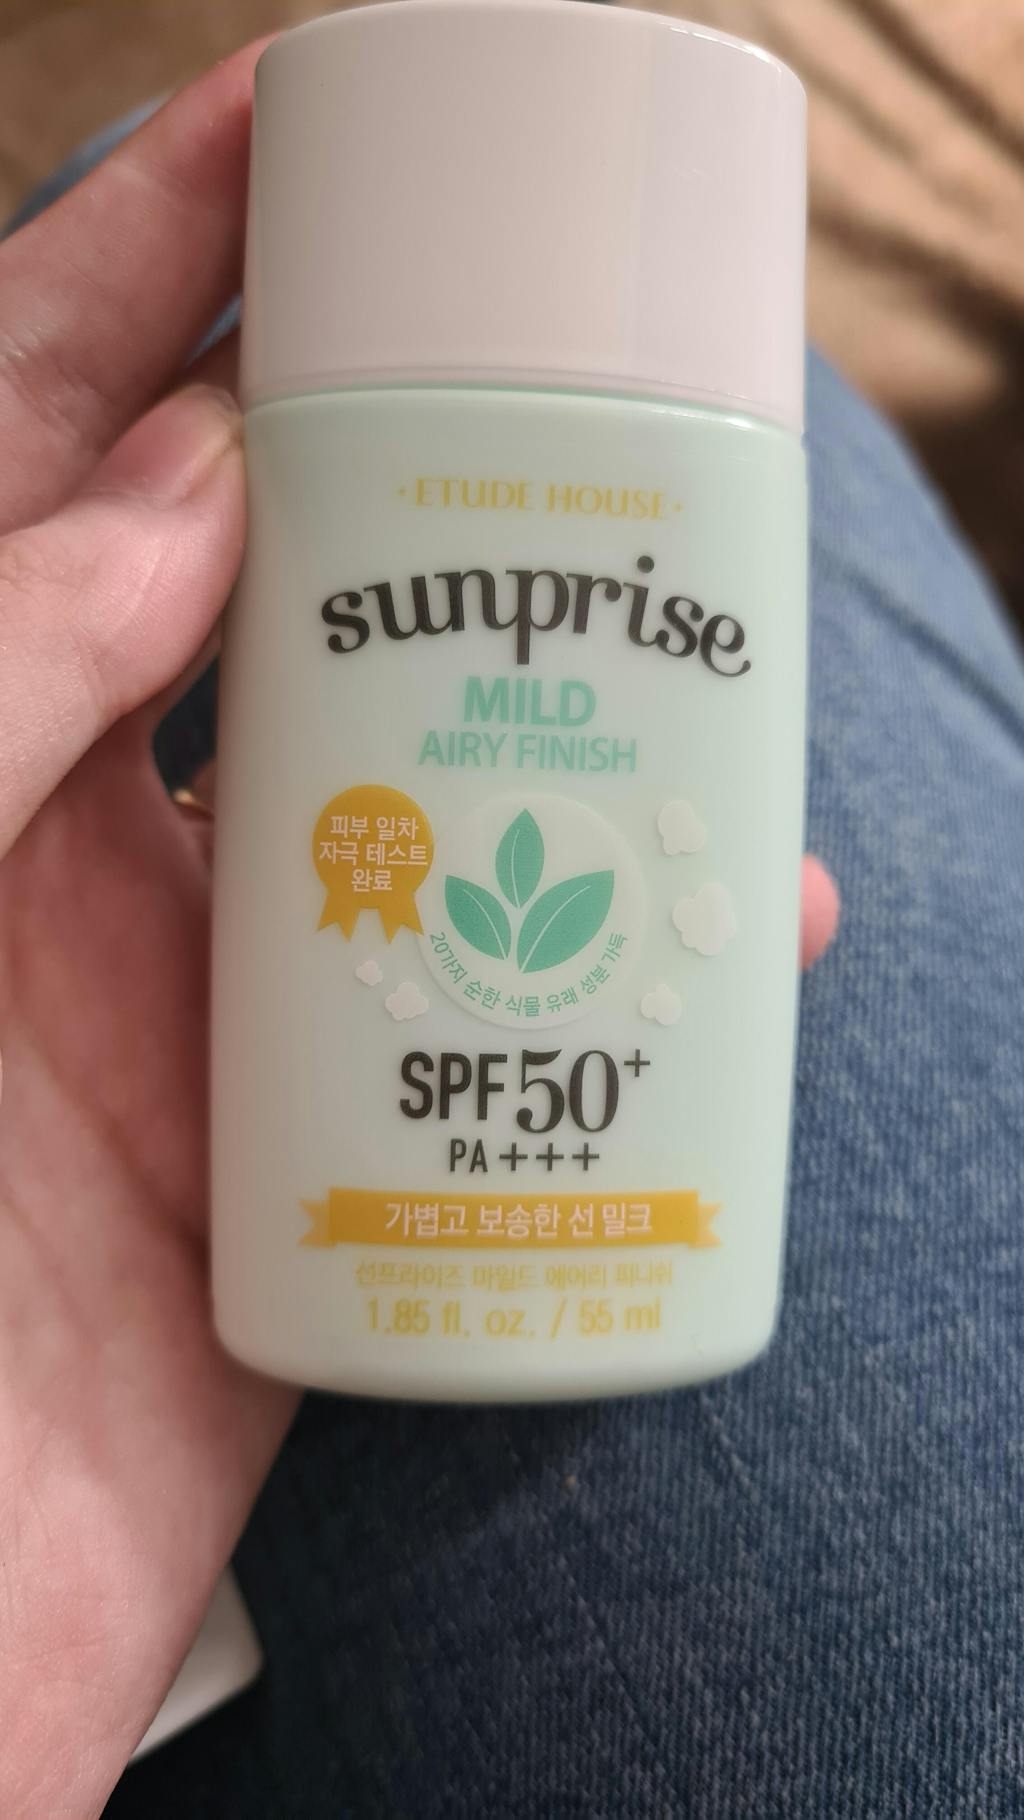 ·ETUDE HOUSE·
sunprise
MILD
AIRY FINISH
피부 일차
자극 테스트
완료
20가지 순한 식물 유래 성분 가득
SPF50+
PA+++
가볍고 보송한 선 밀크
선프라이즈 마일드 에어리 피니쉬
1.85 fl. oz. / 55 ml